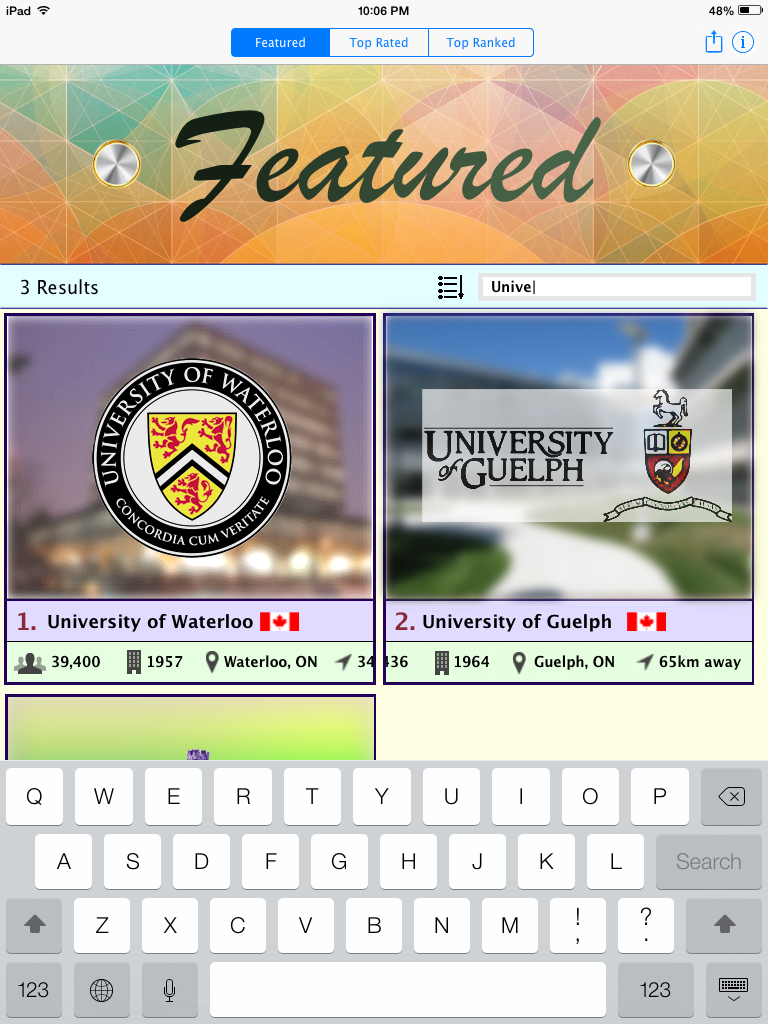 iPad 10:06 PM 48%
Featured Top Rated Top Ranked
Featured
3 Results Unive
UNIVERSITY OF WATERLOO
CONCORDIA CUM VERITATE
UNIVERSITY
of GUELPH
1. University of Waterloo
2. University of Guelph
39,400 1957 Waterloo, ON 34
436 1964 Guelph, ON 65km away
Q W E R T Y U I O P
A S D F G H J K L Search
Z X C V B N M ! , ? .
123 123